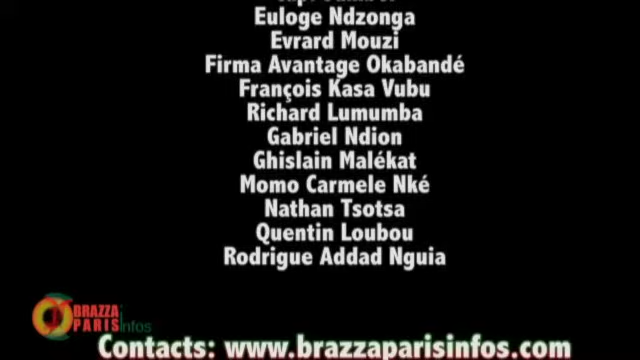 Euloge Ndzonga
Evrard Mouzi
Firma Avantage Okabandé
François Kasa Vubu
Richard Lumumba
Gabriel Ndion
Ghislain Malékat
Momo Carmele Nké
Nathan Tsotsa
Quentin Loubou
Rodrigue Addad Nguia
BRAZZA
PARIS infos
Contacts: www.brazzaparisinfos.com